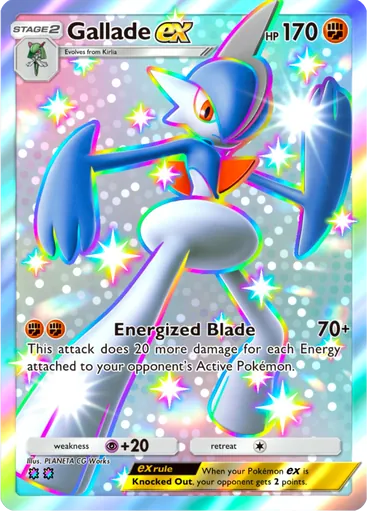 STAGE 2 Gallade ex HP 170
Evolves from Kirlia
Energized Blade 70+
This attack does 20 more damage for each Energy
attached to your opponent's Active Pokémon.
weakness +20 retreat
Illus. PLANETA CG Works
ex rule When your Pokémon ex is
Knocked Out, your opponent gets 2 points.